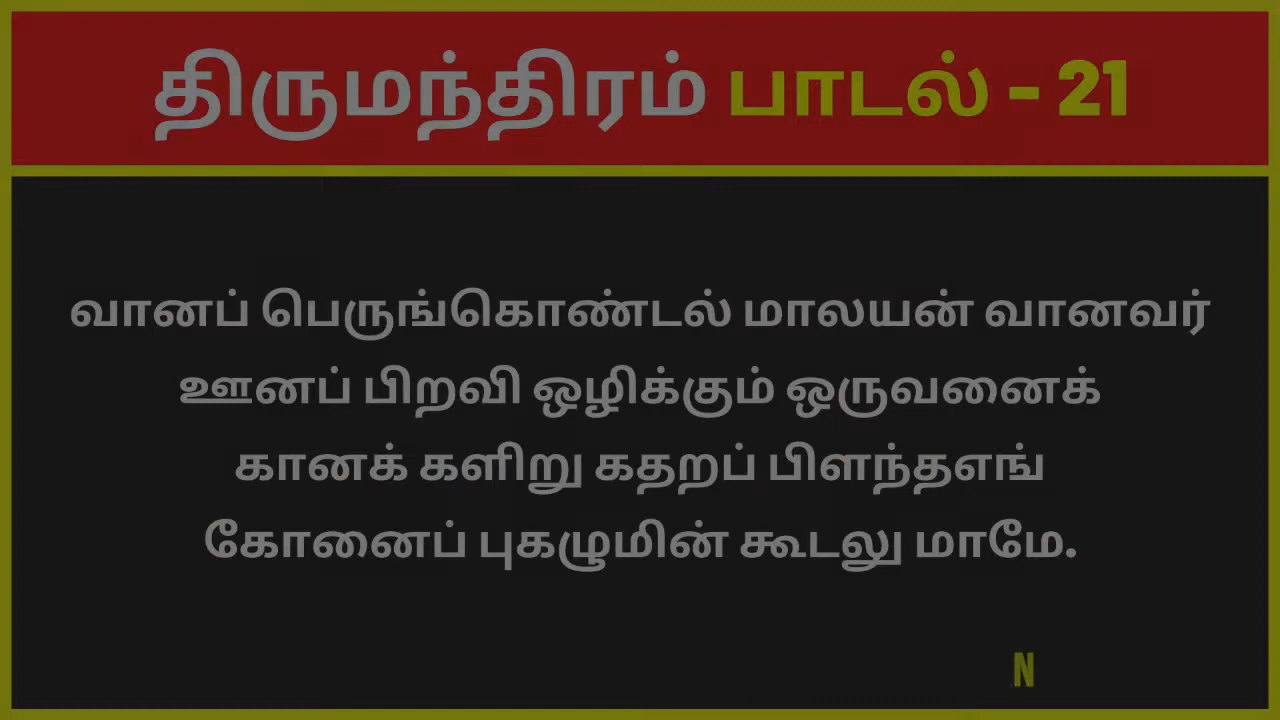 திருமந்திரம் பாடல் - 21
வானப் பெருங்கொண்டல் மாலயன் வானவர்
ஊனப் பிறவி ஒழிக்கும் ஒருவனைக்
கானக் களிறு கதறப் பிளந்தஎங்
கோனைப் புகழுமின் கூடலு மாமே.
N